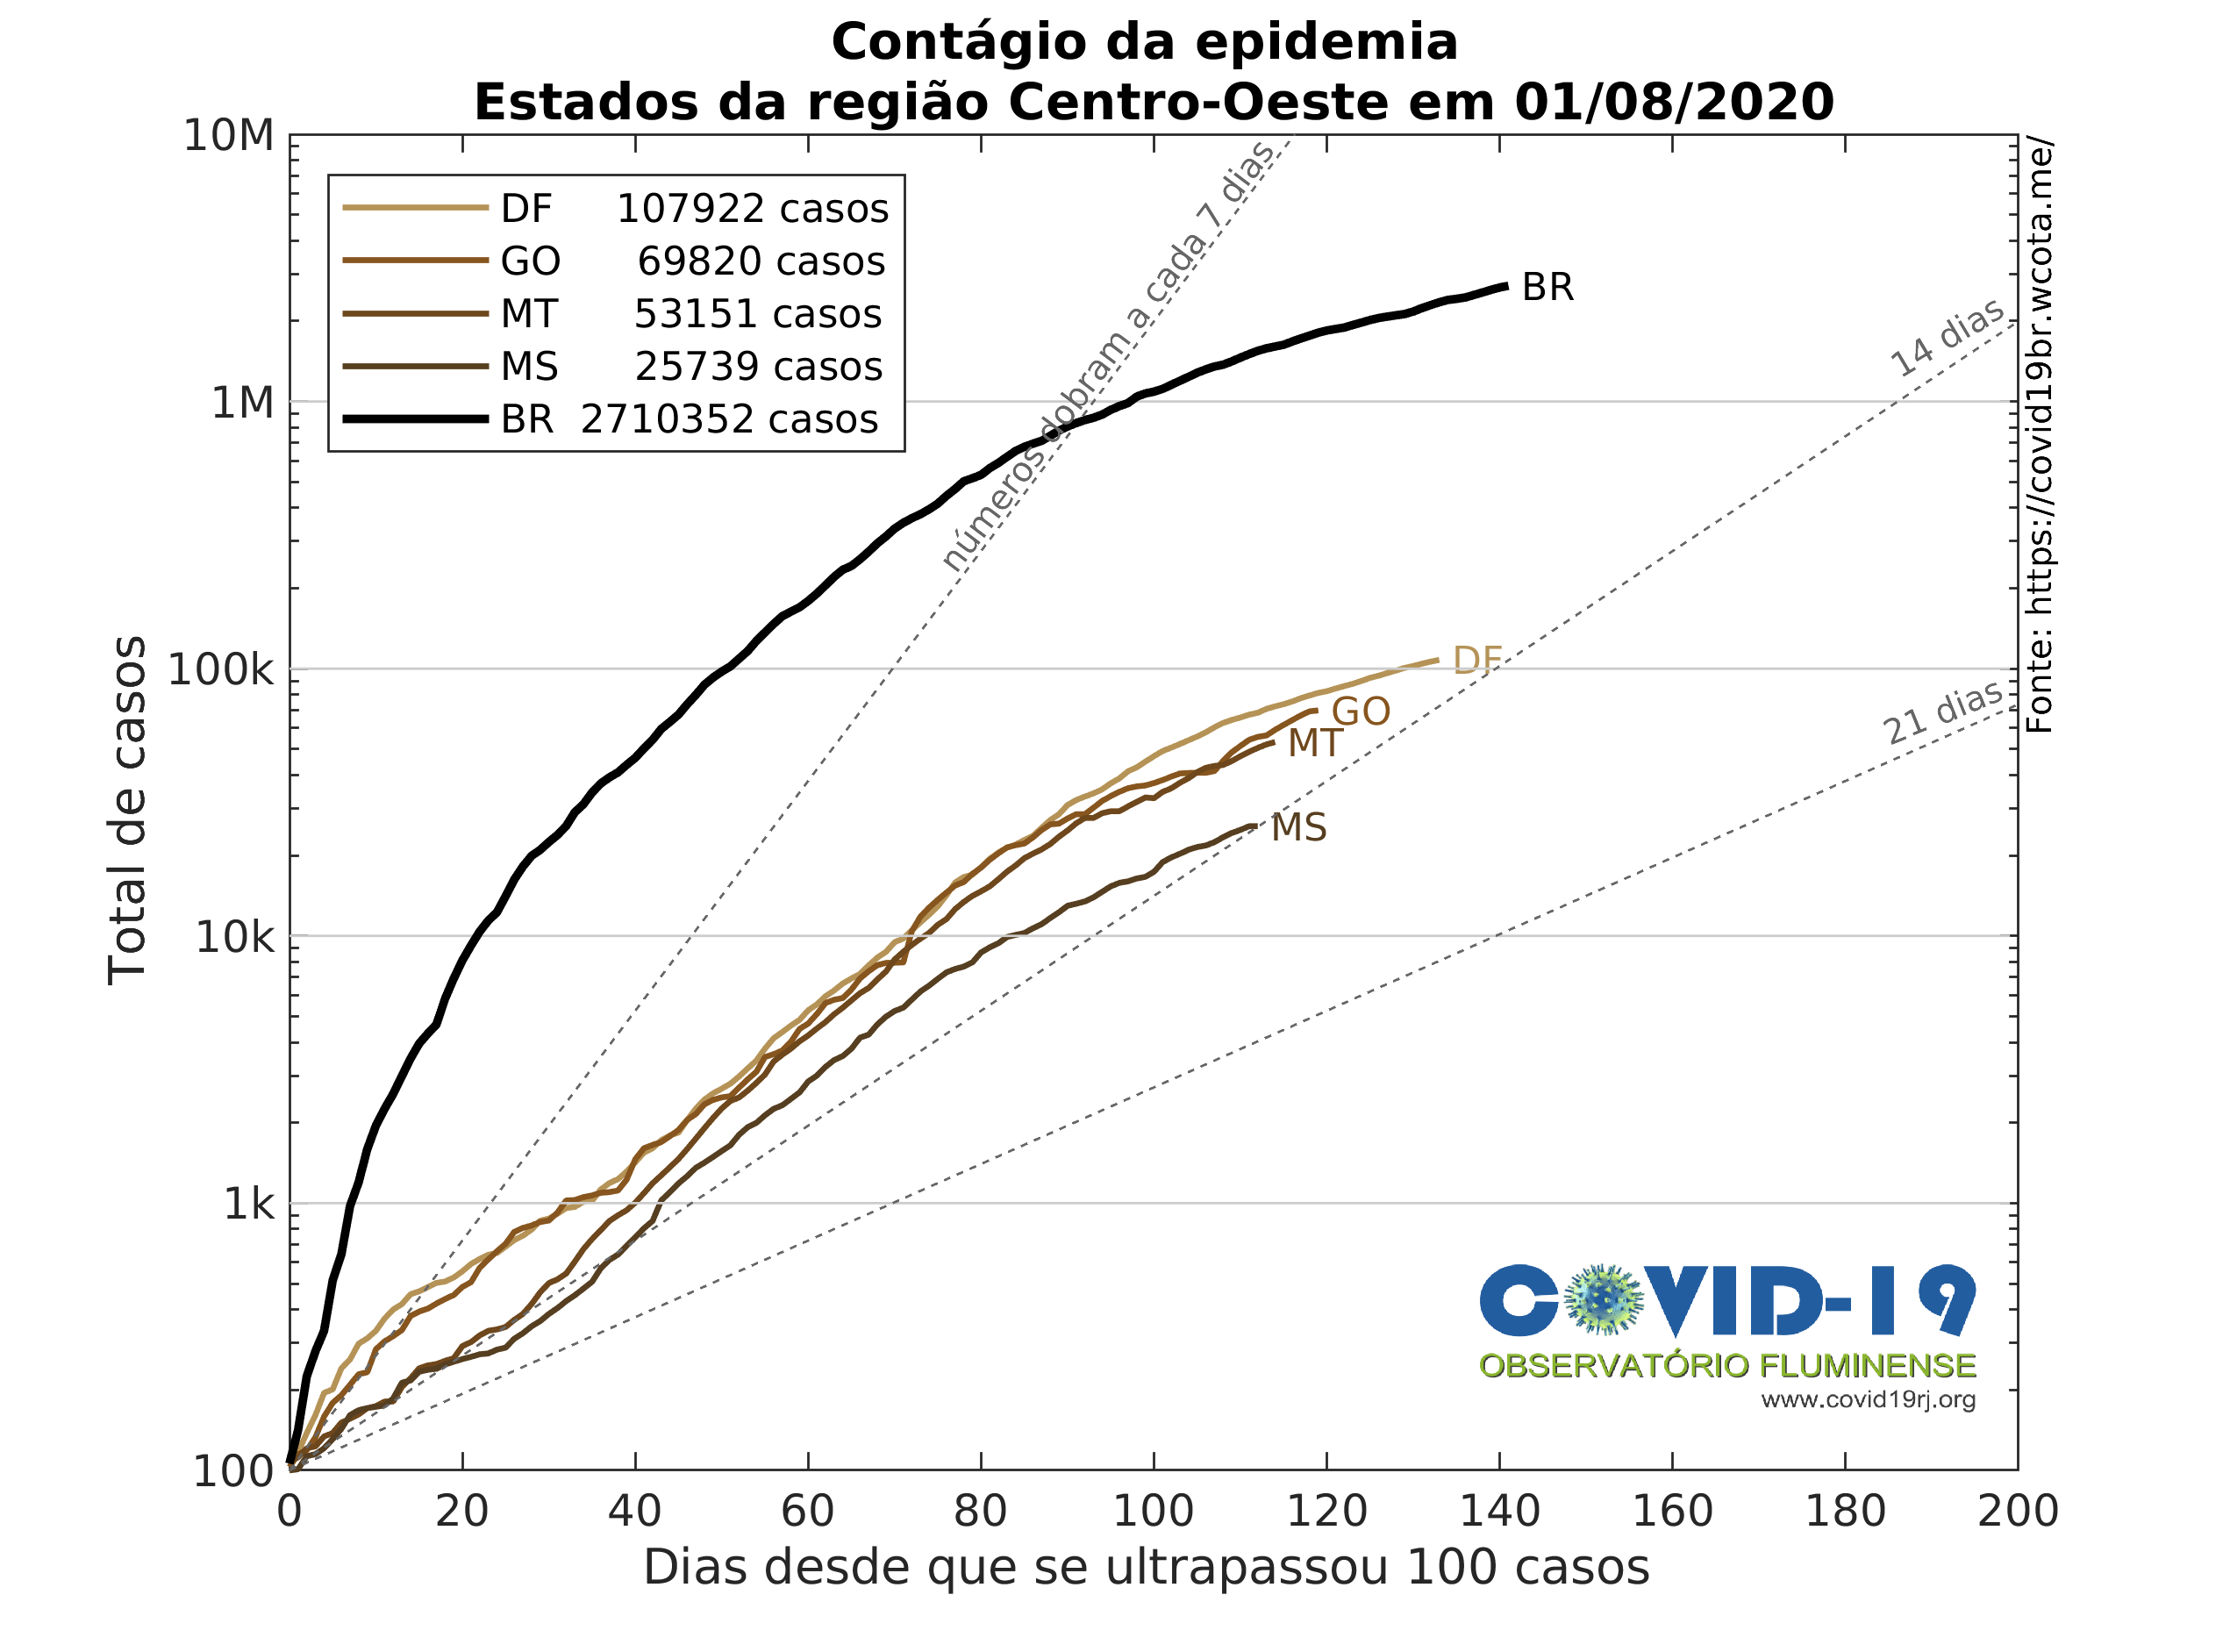 Contágio da epidemia
Estados da região Centro-Oeste em 01/08/2020
10M
1M
100k
10k
1k
100
Total de casos
DF 107922 casos
GO 69820 casos
MT 53151 casos
MS 25739 casos
BR 2710352 casos
números dobram a cada 7 dias
14 dias
21 dias
BR
DF
GO
MT
MS
Fonte: https://covid19br.wcota.me/
COVID-19
OBSERVATÓRIO FLUMINENSE
www.covid19rj.org
0 20 40 60 80 100 120 140 160 180 200
Dias desde que se ultrapassou 100 casos